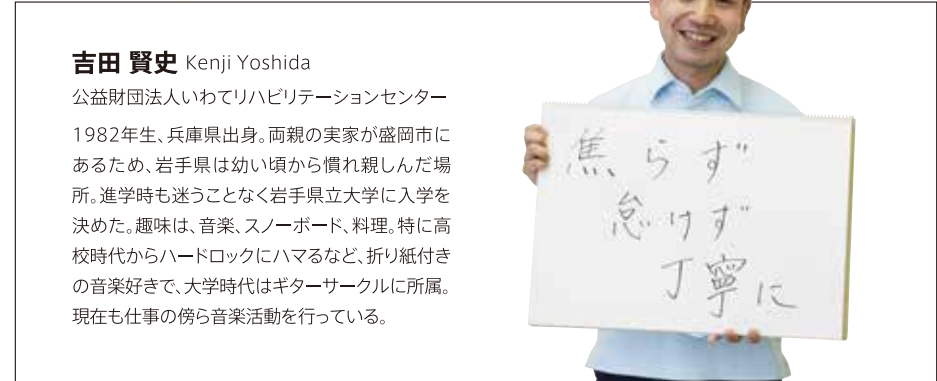 吉田 賢史 Kenji Yoshida
公益財団法人いわてリハビリテーションセンター
1982年生、兵庫県出身。両親の実家が盛岡市に
あるため、岩手県は幼い頃から慣れ親しんだ場
所。進学時も迷うことなく岩手県立大学に入学を
決めた。趣味は、音楽、スノーボード、料理。特に高
校時代からハードロックにハマるなど、折り紙付き
の音楽好きで、大学時代はギターサークルに所属。
現在も仕事の傍ら音楽活動を行っている。
焦らず
怠けず
丁寧に